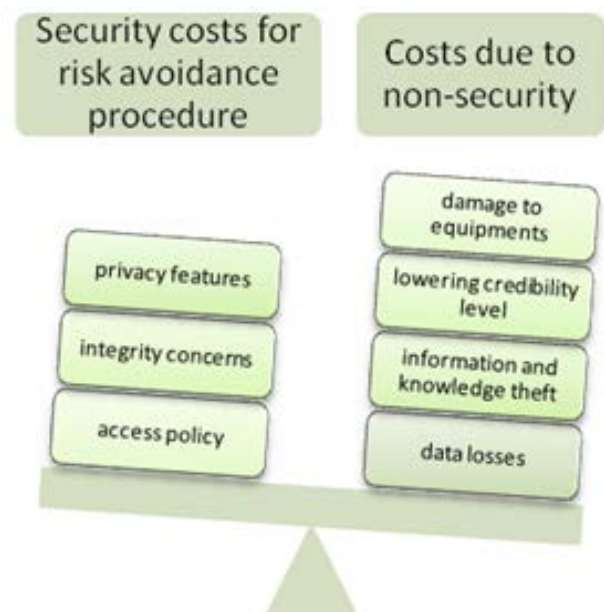 Security costs for
risk avoidance
procedure
Costs due to
non-security
privacy features
integrity concerns
access policy
damage to
equipments
lowering credibility
level
information and
knowledge theft
data losses